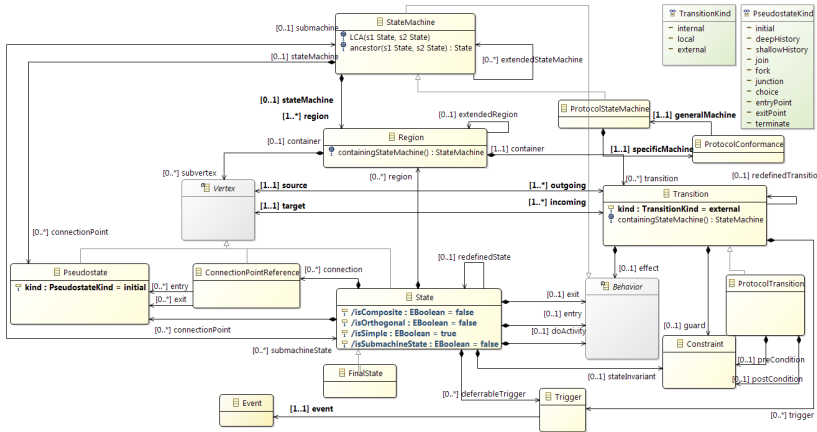 [0..1] submachine
StateMachine
LCA(s1 State, s2 State)
ancestor(s1 State, s2 State) : State
[0..1] stateMachine
[0..*] extendedStateMachine
TransitionKind
internal
local
external
PseudostateKind
initial
deepHistory
shallowHistory
join
fork
junction
choice
entryPoint
exitPoint
terminate
[0..1] stateMachine
[1..*] region
[0..1] extendedRegion
ProtocolStateMachine
[1..1] generalMachine
[0..1] container
Region
containingStateMachine() : StateMachine
[1..1] container
[1..1] specificMachine
ProtocolConformance
[0..*] subvertex
[0..*] region
[0..*] transition
[0..1] redefinedTransition
Vertex
[1..1] source
[1..*] outgoing
[1..1] target
[1..*] incoming
Transition
kind : TransitionKind = external
containingStateMachine() : StateMachine
[0..*] connectionPoint
Pseudostate
kind : PseudostateKind = initial
[0..*] entry
[0..*] exit
ConnectionPointReference
[0..*] connection
[0..1] redefinedState
[0..1] effect
State
/isComposite : EBoolean = false
/isOrthogonal : EBoolean = false
/isSimple : EBoolean = true
/isSubmachineState : EBoolean = false
[0..1] exit
[0..1] entry
[0..1] doActivity
Behavior
ProtocolTransition
[0..*] connectionPoint
[0..1] guard
[0..*] submachineState
Constraint
[0..1] preCondition
[0..1] postCondition
FinalState
[0..1] stateInvariant
[0..*] deferrableTrigger
Event
[1..1] event
Trigger
[0..*] trigger